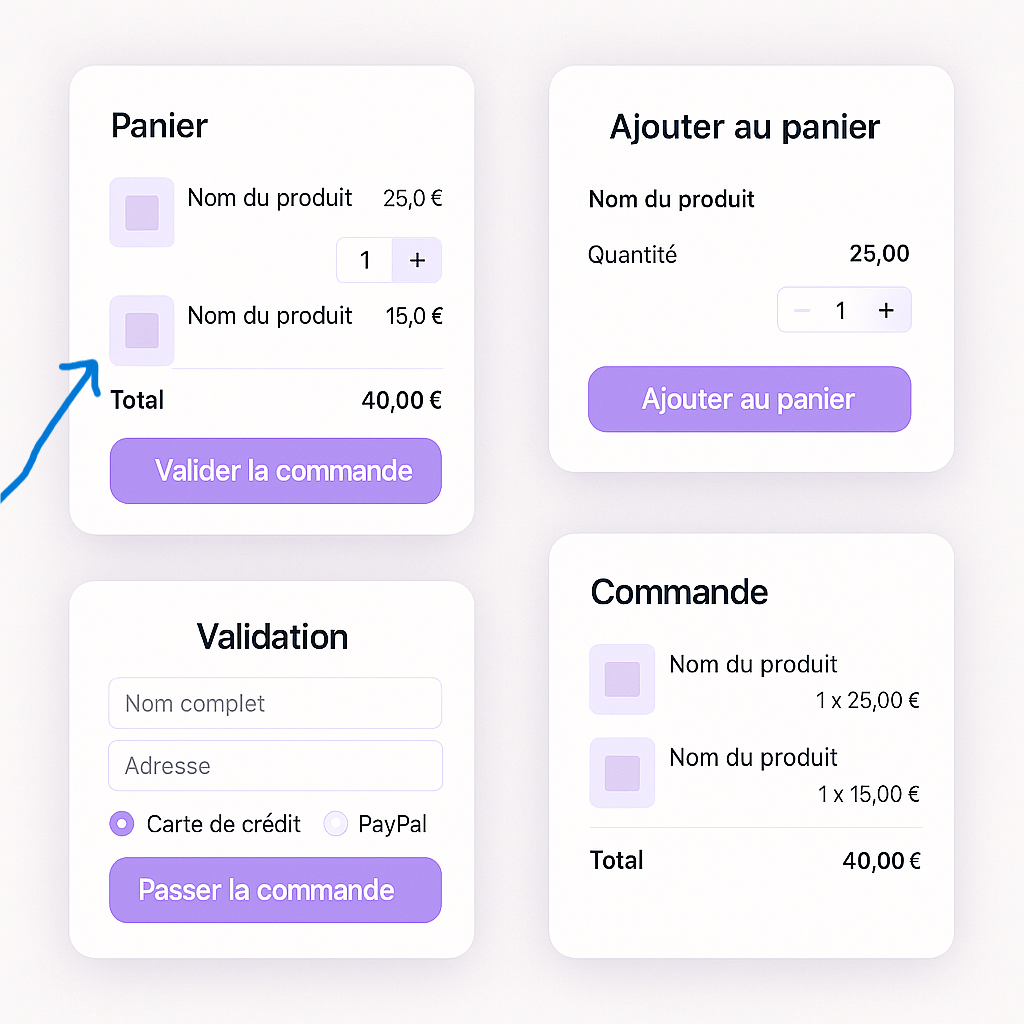 Panier
Nom du produit 25,0 €
1 +
Nom du produit 15,0 €
Total 40,00 €
Valider la commande
Ajouter au panier
Nom du produit
Quantité 25,00
− 1 +
Ajouter au panier
Validation
Nom complet
Adresse
Carte de crédit PayPal
Passer la commande
Commande
Nom du produit
1 x 25,00 €
Nom du produit
1 x 15,00 €
Total 40,00 €